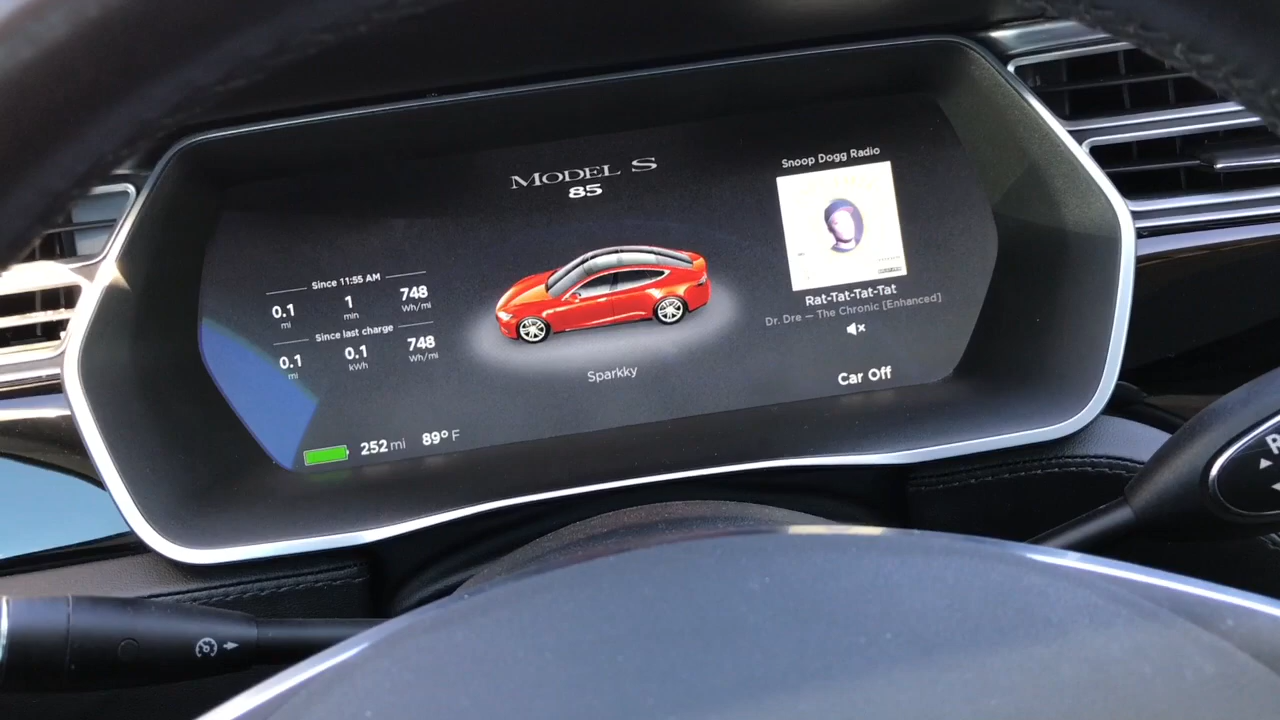 MODEL S
85
Snoop Dogg Radio
Rat-Tat-Tat-Tat
Dr. Dre — The Chronic [Enhanced]
Car Off
Since 11:55 AM
0.1 1 748
mi min Wh/mi
Since last charge
0.1 0.1 748
mi kWh Wh/mi
Sparkky
252 mi 89° F
R